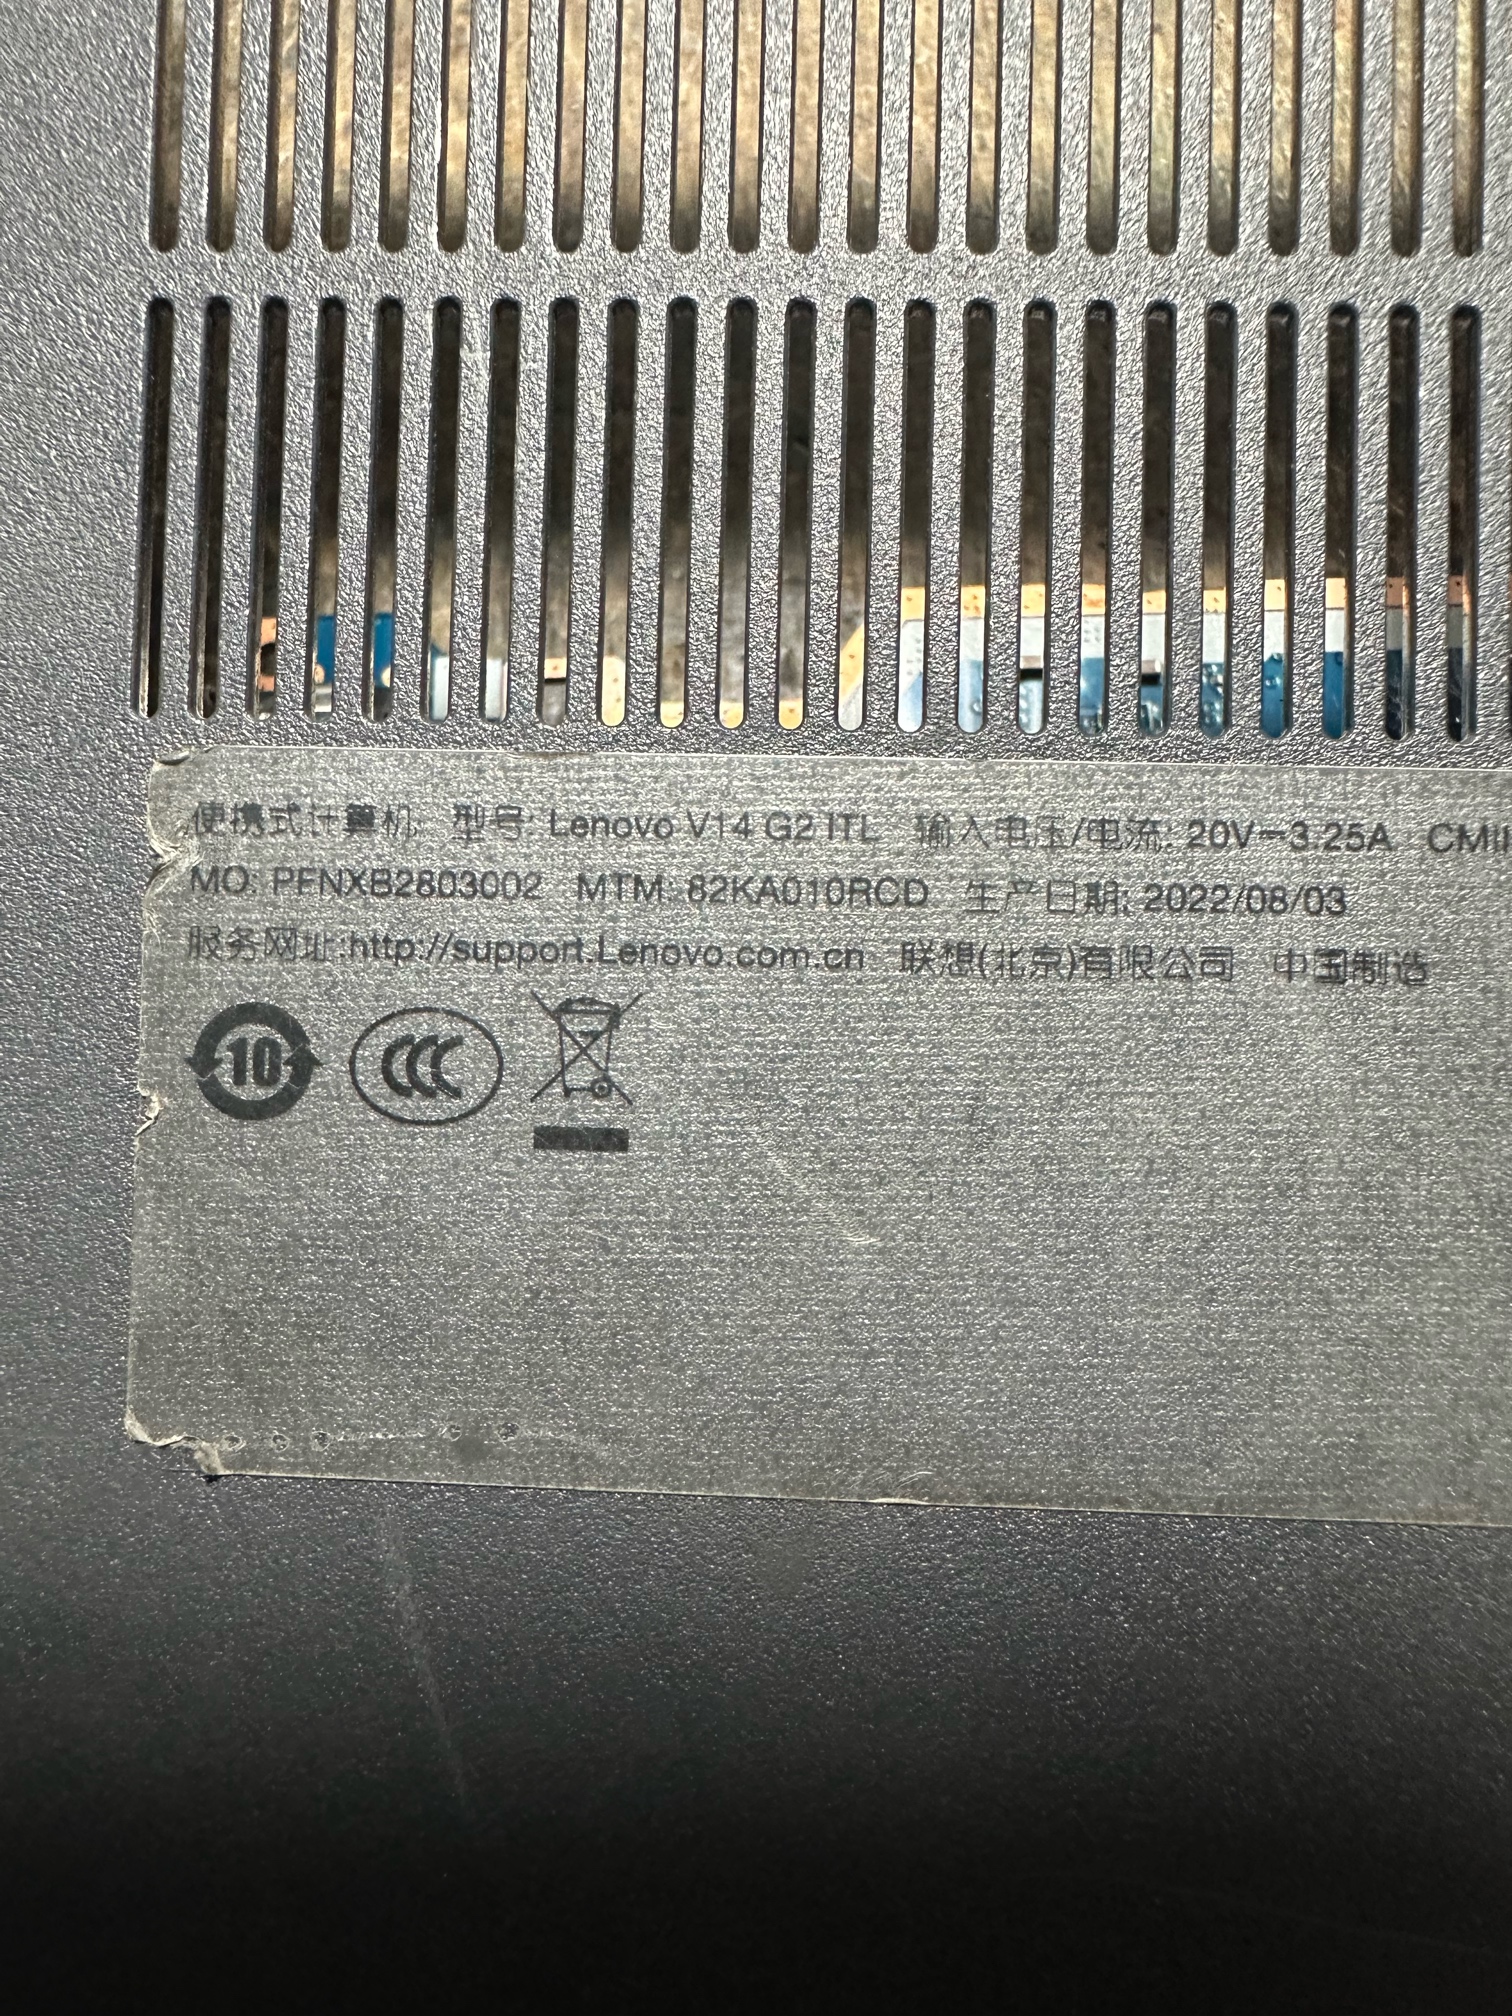 便携式计算机 型号: Lenovo V14 G2 ITL 输入电压/电流: 20V⎓3.25A CMII
MO: PFNXB2803002 MTM: 82KA010RCD 生产日期: 2022/08/03
服务网址:http://support.Lenovo.com.cn 联想(北京)有限公司 中国制造
10 CCC